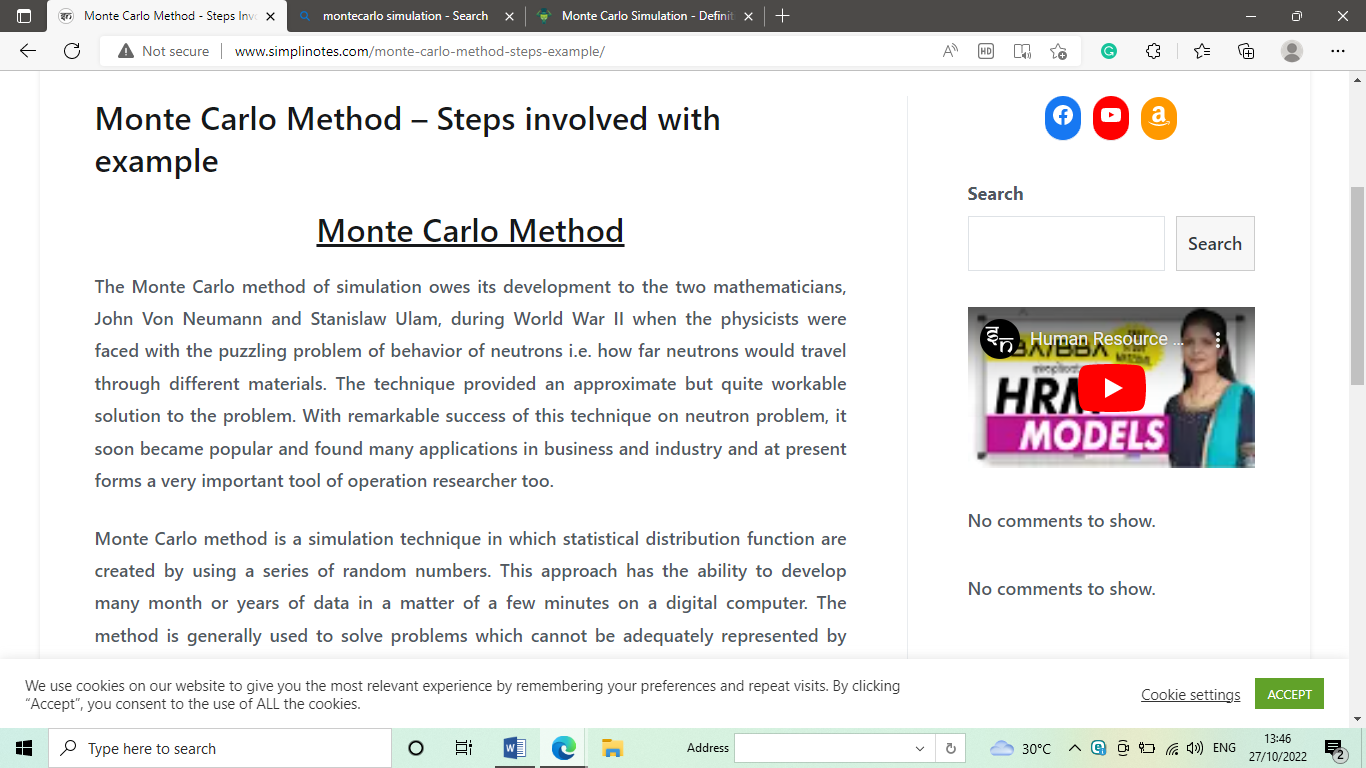 Monte Carlo Method - Steps Invo
montecarlo simulation - Search
Monte Carlo Simulation - Definit
Not secure
www.simplinotes.com/monte-carlo-method-steps-example/
HD
Monte Carlo Method – Steps involved with
example
Monte Carlo Method
The Monte Carlo method of simulation owes its development to the two mathematicians,
John Von Neumann and Stanislaw Ulam, during World War II when the physicists were
faced with the puzzling problem of behavior of neutrons i.e. how far neutrons would travel
through different materials. The technique provided an approximate but quite workable
solution to the problem. With remarkable success of this technique on neutron problem, it
soon became popular and found many applications in business and industry and at present
forms a very important tool of operation researcher too.
Monte Carlo method is a simulation technique in which statistical distribution function are
created by using a series of random numbers. This approach has the ability to develop
many month or years of data in a matter of a few minutes on a digital computer. The
method is generally used to solve problems which cannot be adequately represented by
Search
Search
Human Resource ...
BA/BBA
HRM
MODELS
No comments to show.
No comments to show.
We use cookies on our website to give you the most relevant experience by remembering your preferences and repeat visits. By clicking
“Accept”, you consent to the use of ALL the cookies.
Cookie settings
ACCEPT
Type here to search
Address
30°C
ENG
13:46
27/10/2022
2